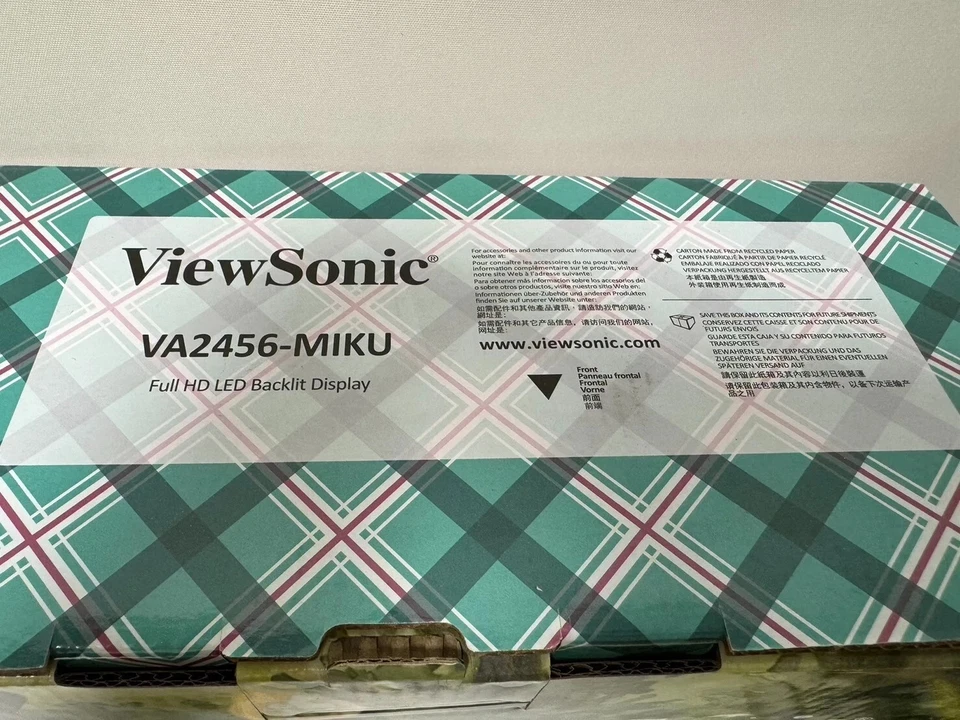 ViewSonic®
VA2456-MIKU
Full HD LED Backlit Display
For accessories and other product information visit our
website at:
Pour connaître les accessoires du ou pour toute
information complémentaire sur le produit, visitez
notre site Web à l'adresse suivante:
Para obtener más información sobre los accesorios del
o sobre otros productos, visite nuestro sitio Web en:
Informationen über-Zubehör und anderen Produkten
finden Sie auf unserer Website unter:
如需配件和其他產品資訊，請造訪我們的網站，
網址是：
如需配件和其它产品信息，请访问我们的网站，
网址是：
www.viewsonic.com
Front
Panneau frontal
Frontal
Vorne
前面
前端
CARTON MADE FROM RECYCLED PAPER
CARTON FABRIQUÉ À PARTIR DE PAPIER RECYCLÉ
EMBALAJE REALIZADO CON PAPEL RECICLADO
VERPACKUNG HERGESTELLT AUS RECYCELTEM PAPIER
本紙箱是由再生紙製造
外装箱使用再生纸制造而成
SAVE THIS BOX AND ITS CONTENTS FOR FUTURE SHIPMENTS
CONSERVEZ CETTE CAISSE ET SON CONTENU POUR DE
FUTURS ENVOIS
GUARDE ESTA CAJA Y SU CONTENIDO PARA FUTUROS
TRANSPORTES
BEWAHREN SIE DIE VERPACKUNG UND DAS
ZUGEHÖRIGE MATERIAL FÜR EINEN EVENTUELLEN
SPÄTEREN VERSAND AUF
請保留此紙箱及其內容以利日後裝運
请保留此包装箱及其内含物件，以备下次运输产
品之用